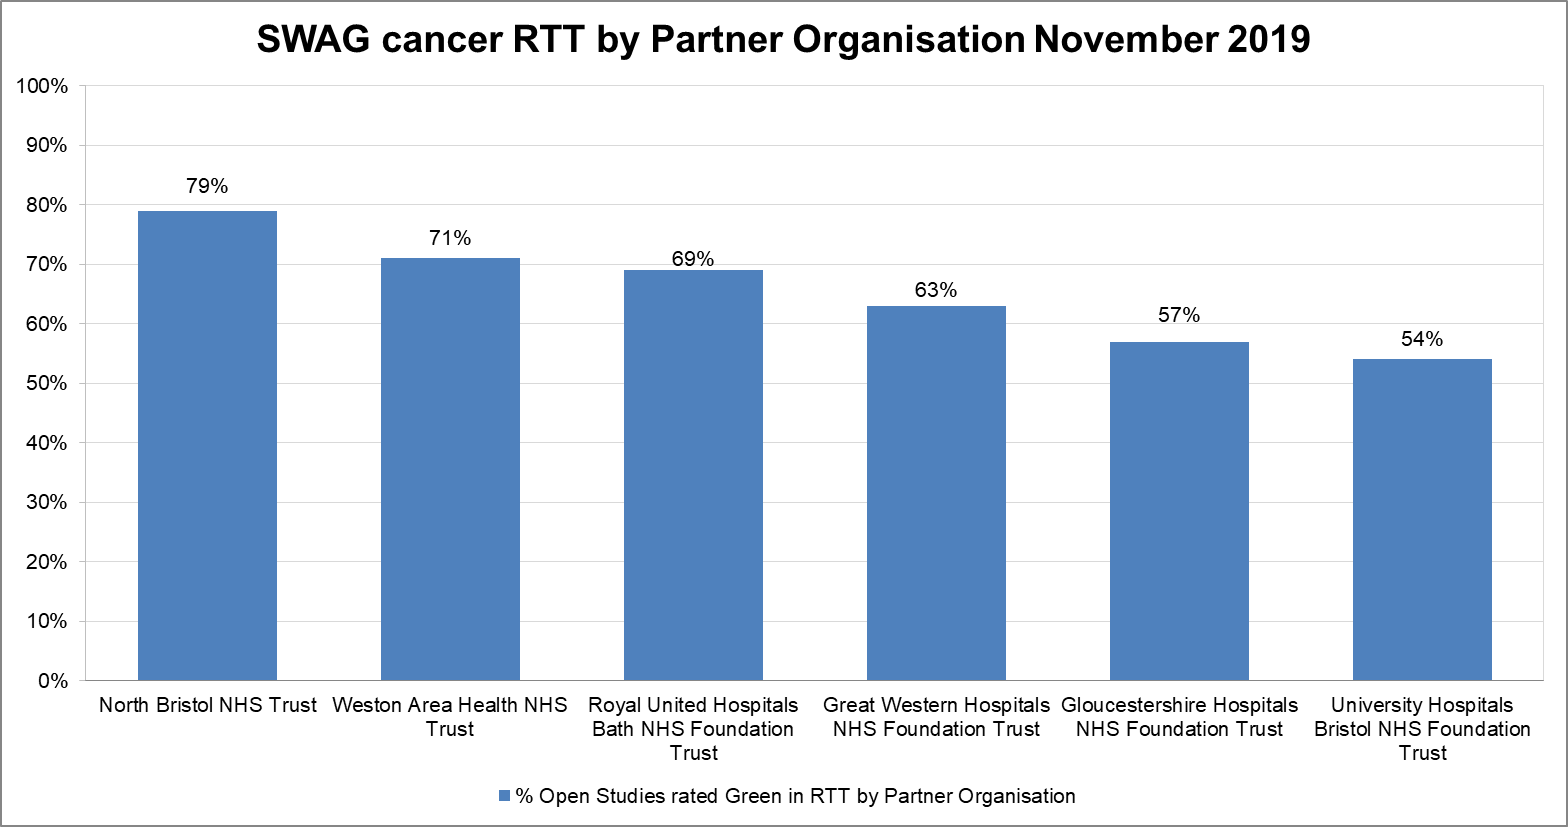 SWAG cancer RTT by Partner Organisation November 2019
100%
90%
80%
70%
60%
50%
40%
30%
20%
10%
0%
79%
71%
69%
63%
57%
54%
North Bristol NHS Trust
Weston Area Health NHS
Trust
Royal United Hospitals
Bath NHS Foundation
Trust
Great Western Hospitals
NHS Foundation Trust
Gloucestershire Hospitals
NHS Foundation Trust
University Hospitals
Bristol NHS Foundation
Trust
% Open Studies rated Green in RTT by Partner Organisation